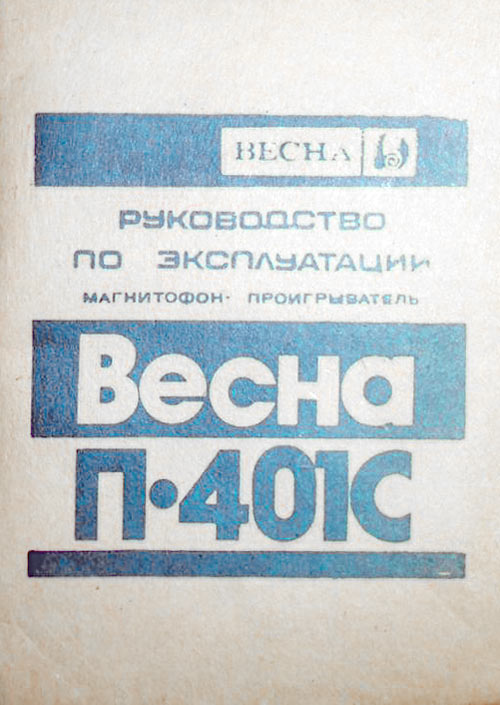 ВЕСНА
РУКОВОДСТВО
ПО ЭКСПЛУАТАЦИИ
МАГНИТОФОН-ПРОИГРЫВАТЕЛЬ
Весна
П·401С